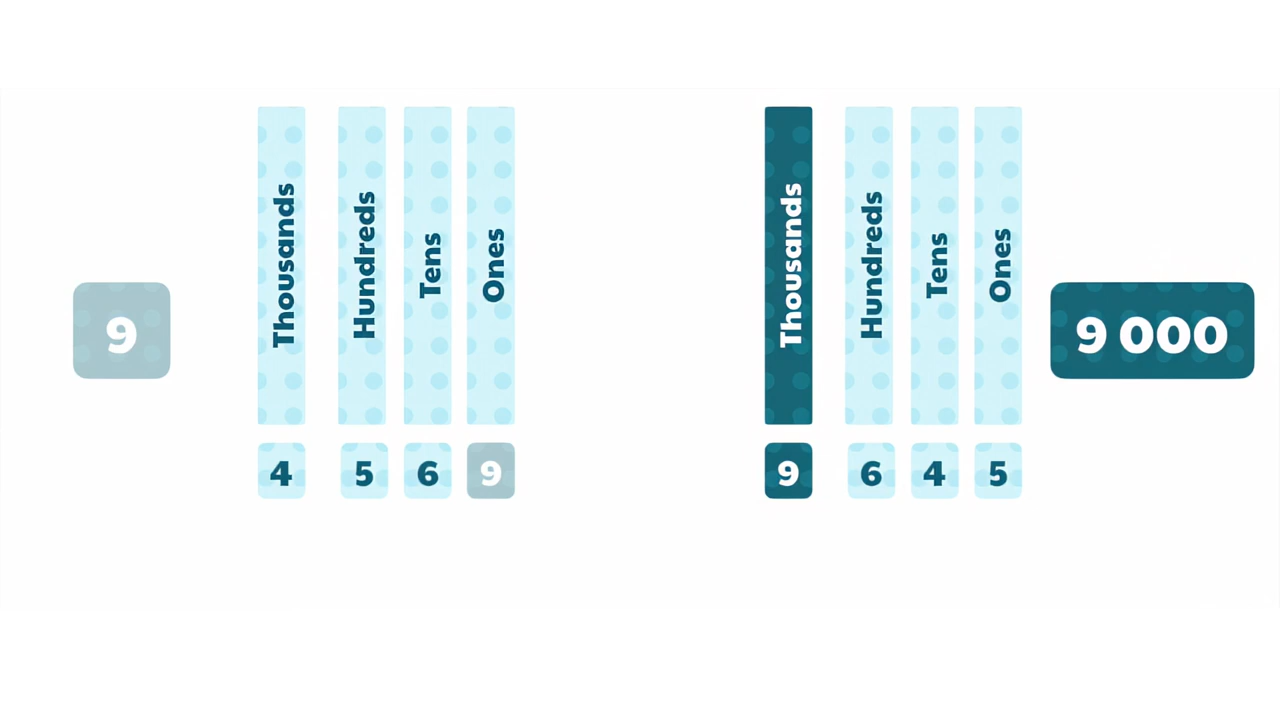 9
Thousands
Hundreds
Tens
Ones
4 5 6 9
Thousands
Hundreds
Tens
Ones
9 6 4 5
9 000